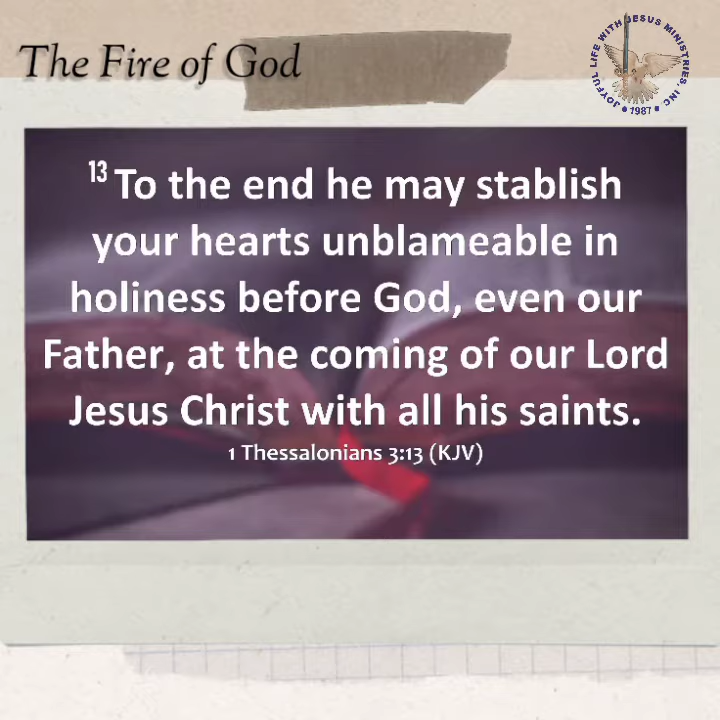 The Fire of God
JOYFUL LIFE WITH JESUS MINISTRIES, INC
• 1987 •
13 To the end he may stablish
your hearts unblameable in
holiness before God, even our
Father, at the coming of our Lord
Jesus Christ with all his saints.
1 Thessalonians 3:13 (KJV)